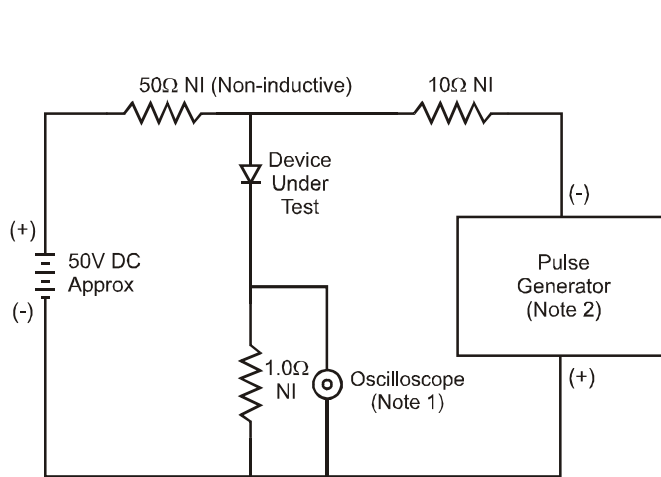 50Ω NI (Non-inductive)
10Ω NI
Device
Under
Test
(+)
50V DC
Approx
(-)
(-)
Pulse
Generator
(Note 2)
(+)
1.0Ω
NI
Oscilloscope
(Note 1)